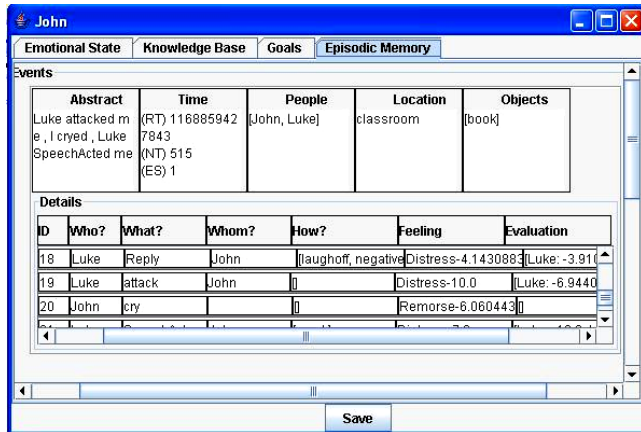 John
Emotional State Knowledge Base Goals Episodic Memory
Events
Abstract Time People Location Objects
Luke attacked m (RT) 116885942 [John, Luke] classroom [book]
e , I cryed , Luke 7843
SpeechActed me (NT) 515
(ES) 1
Details
ID Who? What? Whom? How? Feeling Evaluation
18 Luke Reply John [laughoff, negative Distress-4.1430883 [Luke: -3.910
19 Luke attack John [] Distress-10.0 [Luke: -6.9440
20 John cry [] Remorse-6.060443 []
Save